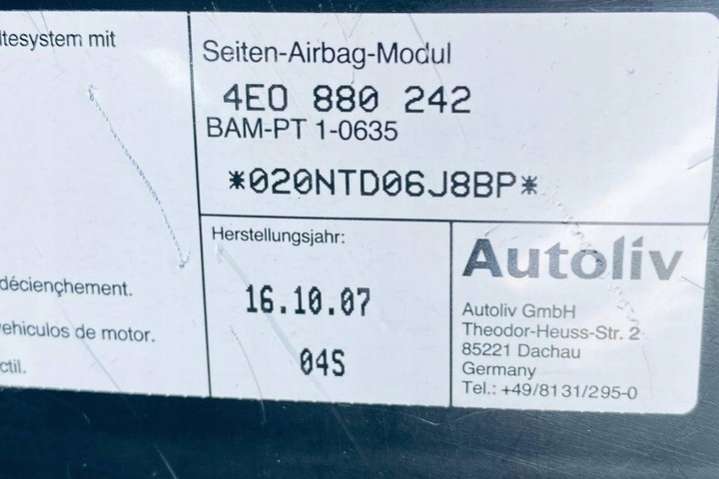 ltesystem mit
Seiten-Airbag-Modul
4E0 880 242
BAM-PT 1-0635
*020NTD06J8BP*
Herstellungsjahr:
16.10.07
04S
décienchement.
vehiculos de motor.
ctil.
Autoliv
Autoliv GmbH
Theodor-Heuss-Str. 2
85221 Dachau
Germany
Tel.: +49/8131/295-0